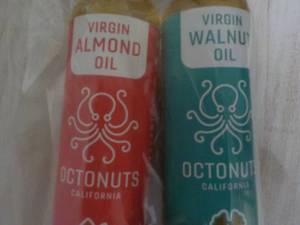 VIRGIN
ALMOND
OIL
OCTONUTS
CALIFORNIA
VIRGIN
WALNUT
OIL
OCTONUTS
CALIFORNIA